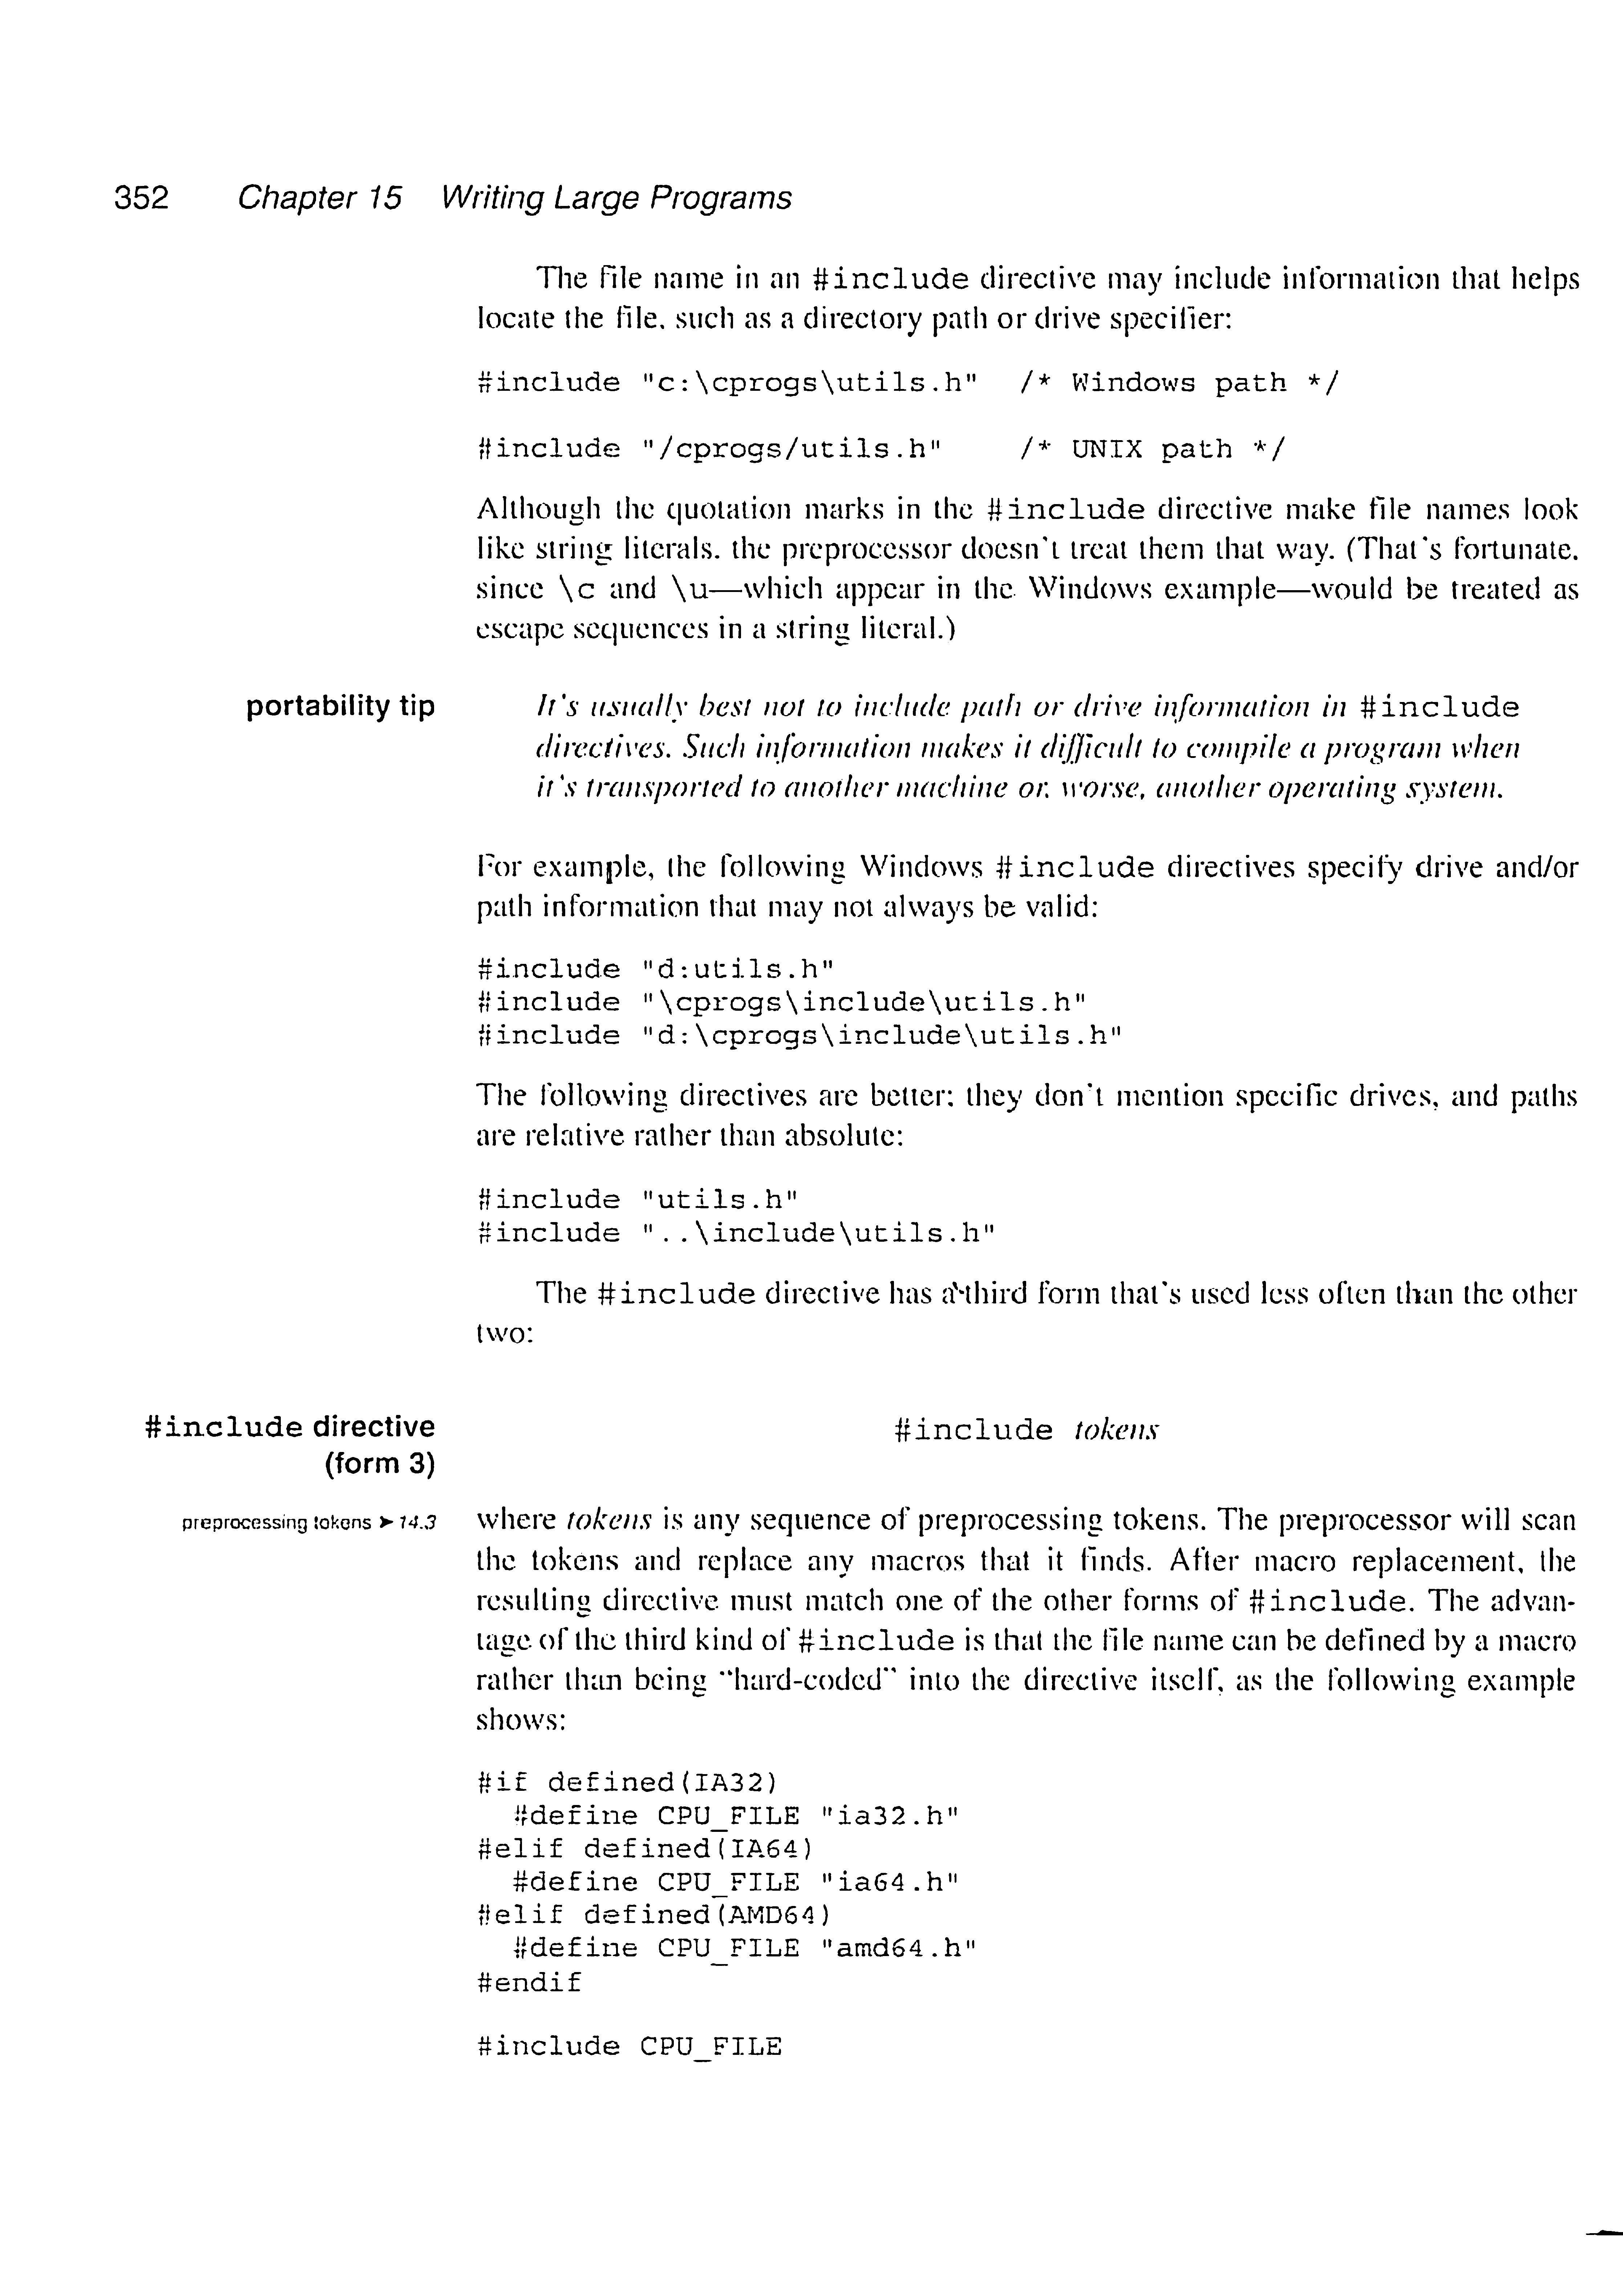 352 Chapter 15 Writing Large Programs
The file name in an #include directive may include information that helps
locate the file, such as a directory path or drive specifier:
#include "c:\cprogs\utils.h" /* Windows path */
#include "/cprogs/utils.h" /* UNIX path */
Although the quotation marks in the #include directive make file names look
like string literals, the preprocessor doesn't treat them that way. (That's fortunate,
since \c and \u—which appear in the Windows example—would be treated as
escape sequences in a string literal.)
portability tip It's usually best not to include path or drive information in #include
directives. Such information makes it difficult to compile a program when
it's transported to another machine or, worse, another operating system.
For example, the following Windows #include directives specify drive and/or
path information that may not always be valid:
#include "d:utils.h"
#include "\cprogs\include\utils.h"
#include "d:\cprogs\include\utils.h"
The following directives are better; they don't mention specific drives, and paths
are relative rather than absolute:
#include "utils.h"
#include "..\include\utils.h"
The #include directive has a third form that's used less often than the other
two:
#include directive #include tokens
(form 3)
preprocessing tokens ➤ 14.3 where tokens is any sequence of preprocessing tokens. The preprocessor will scan
the tokens and replace any macros that it finds. After macro replacement, the
resulting directive must match one of the other forms of #include. The advan-
tage of the third kind of #include is that the file name can be defined by a macro
rather than being "hard-coded" into the directive itself, as the following example
shows:
#if defined(IA32)
#define CPU_FILE "ia32.h"
#elif defined(IA64)
#define CPU_FILE "ia64.h"
#elif defined(AMD64)
#define CPU_FILE "amd64.h"
#endif
#include CPU_FILE